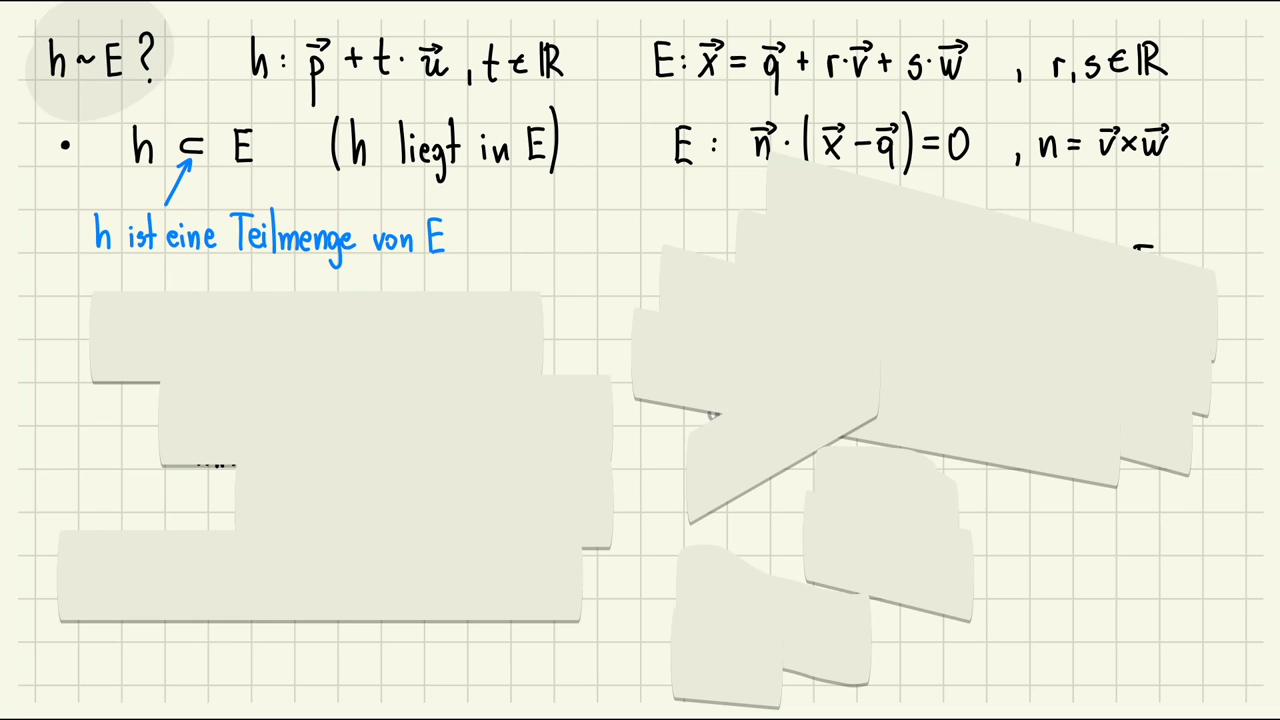 h ~ E ? h : p⃗ + t · u⃗ , t ∈ ℝ E : x⃗ = q⃗ + r · v⃗ + s · w⃗ , r, s ∈ ℝ
• h ⊂ E (h liegt in E) E : n⃗ · ( x⃗ − q⃗ ) = 0 , n = v⃗ × w⃗
h ist eine Teilmenge von E